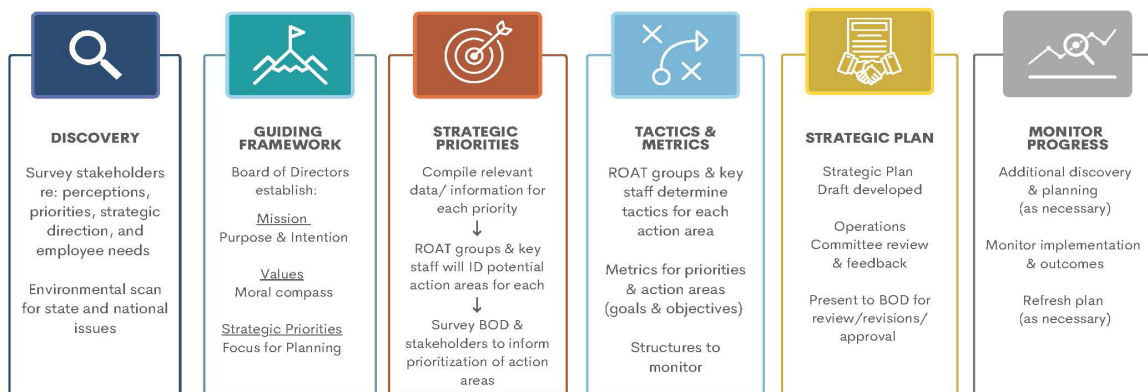 DISCOVERY
Survey stakeholders
re: perceptions,
priorities, strategic
direction, and
employee needs
Environmental scan
for state and national
issues
GUIDING
FRAMEWORK
Board of Directors
establish:
Mission
Purpose & Intention
Values
Moral compass
Strategic Priorities
Focus for Planning
STRATEGIC
PRIORITIES
Compile relevant
data/ information for
each priority
↓
ROAT groups & key
staff will ID potential
action areas for each
↓
Survey BOD &
stakeholders to inform
prioritization of action
areas
TACTICS &
METRICS
ROAT groups & key
staff determine
tactics for each
action area
Metrics for priorities
& action areas
(goals & objectives)
Structures to
monitor
STRATEGIC PLAN
Strategic Plan
Draft developed
Operations
Committee review
& feedback
Present to BOD for
review/revisions/
approval
MONITOR
PROGRESS
Additional discovery
& planning
(as necessary)
Monitor implementation
& outcomes
Refresh plan
(as necessary)